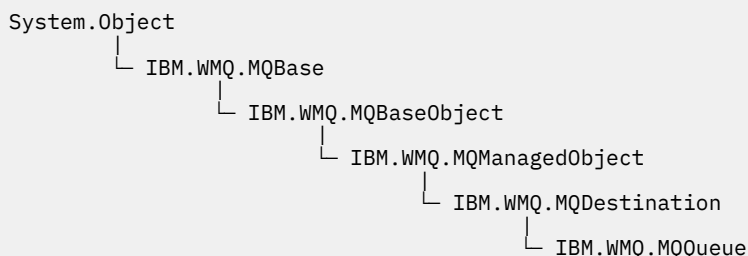 System.Object
IBM.WMQ.MQBase
IBM.WMQ.MQBaseObject
IBM.WMQ.MQManagedObject
IBM.WMQ.MQDestination
IBM.WMQ.MQQueue